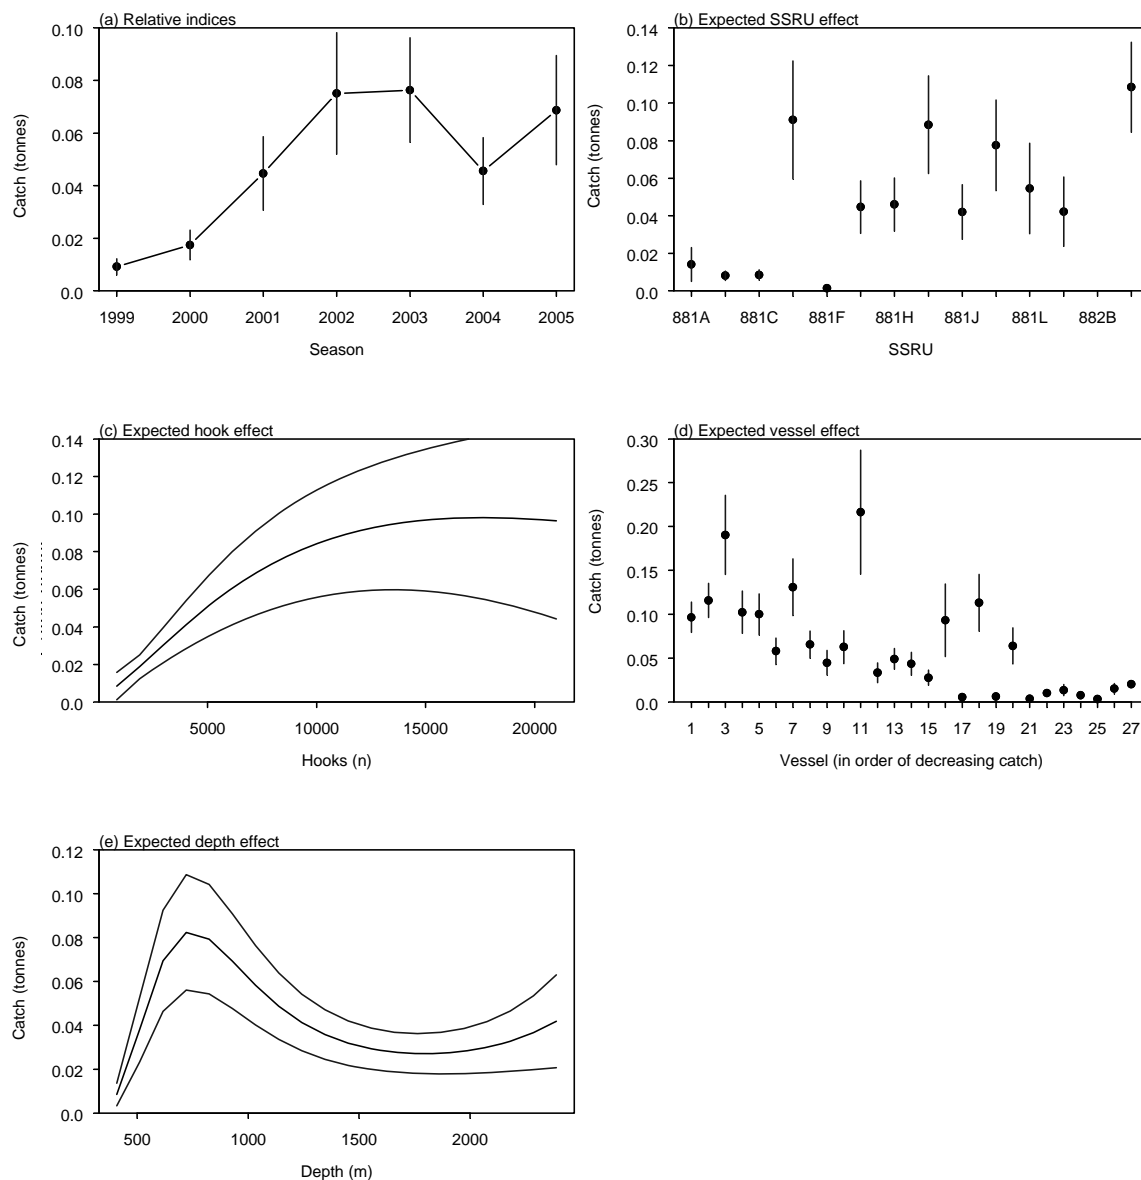 (a) Relative indices
Catch (tonnes)
0.10
0.08
0.06
0.04
0.02
0.0
1999 2000 2001 2002 2003 2004 2005
Season
(b) Expected SSRU effect
Catch (tonnes)
0.14
0.12
0.10
0.08
0.06
0.04
0.02
0.0
881A 881C 881F 881H 881J 881L 882B
SSRU
(c) Expected hook effect
Catch (tonnes)
0.14
0.12
0.10
0.08
0.06
0.04
0.02
0.0
5000 10000 15000 20000
Hooks (n)
(d) Expected vessel effect
Catch (tonnes)
0.30
0.25
0.20
0.15
0.10
0.05
0.0
1 3 5 7 9 11 13 15 17 19 21 23 25 27
Vessel (in order of decreasing catch)
(e) Expected depth effect
Catch (tonnes)
0.12
0.10
0.08
0.06
0.04
0.02
0.0
500 1000 1500 2000
Depth (m)